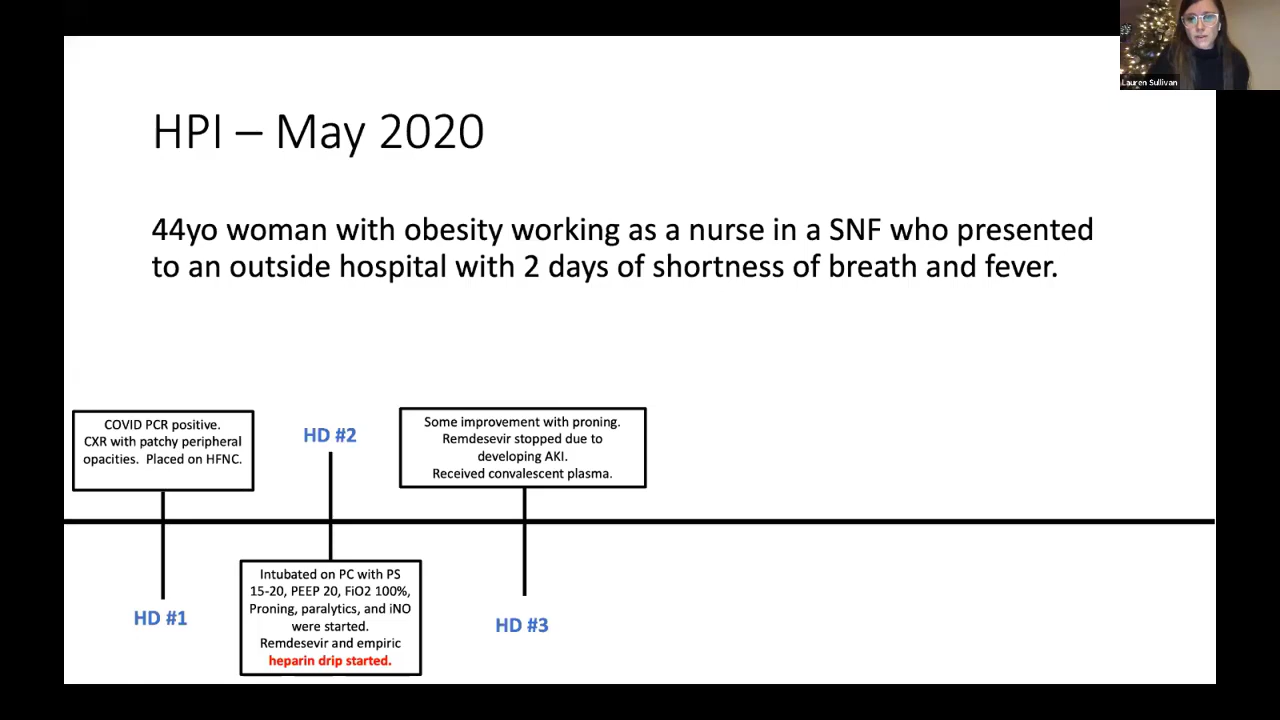 Lauren Sullivan
HPI – May 2020
44yo woman with obesity working as a nurse in a SNF who presented
to an outside hospital with 2 days of shortness of breath and fever.
COVID PCR positive.
CXR with patchy peripheral
opacities.  Placed on HFNC.
HD #1
HD #2
Intubated on PC with PS
15-20, PEEP 20, FiO2 100%,
Proning, paralytics, and iNO
were started.
Remdesevir and empiric
heparin drip started.
Some improvement with proning.
Remdesevir stopped due to
developing AKI.
Received convalescent plasma.
HD #3